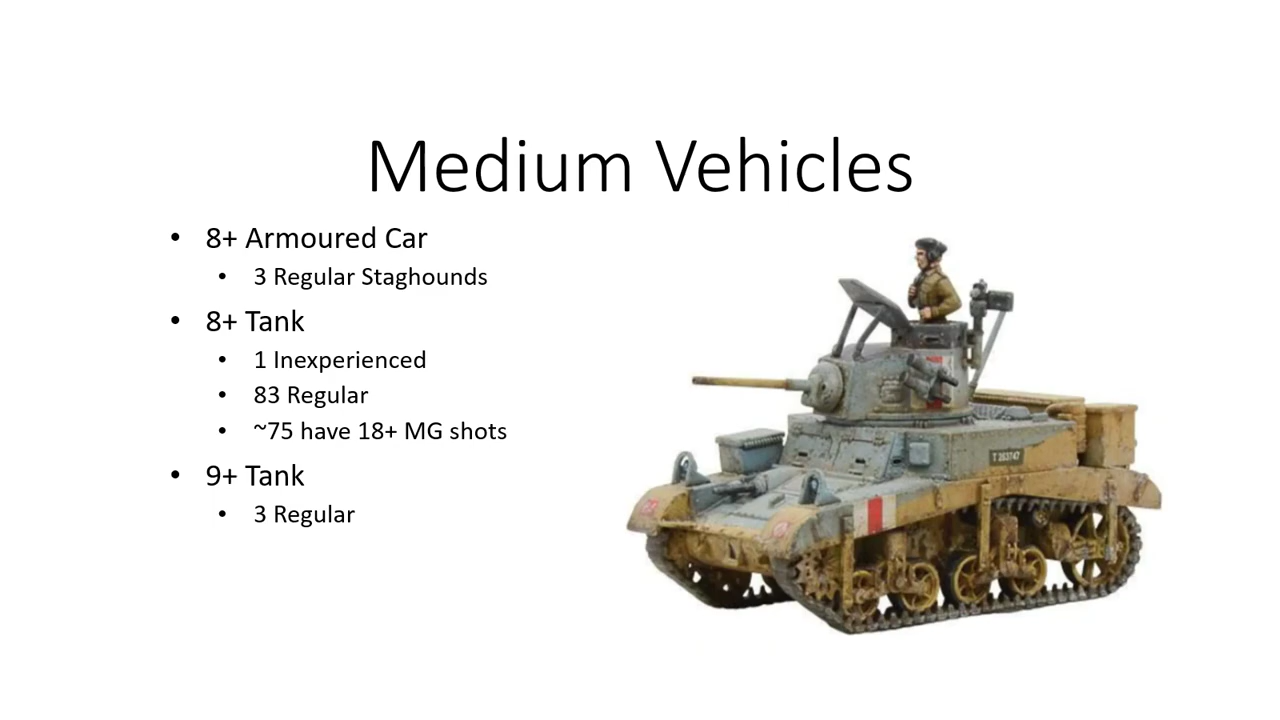 Medium Vehicles
• 8+ Armoured Car
• 3 Regular Staghounds
• 8+ Tank
• 1 Inexperienced
• 83 Regular
• ~75 have 18+ MG shots
• 9+ Tank
• 3 Regular
T 263747